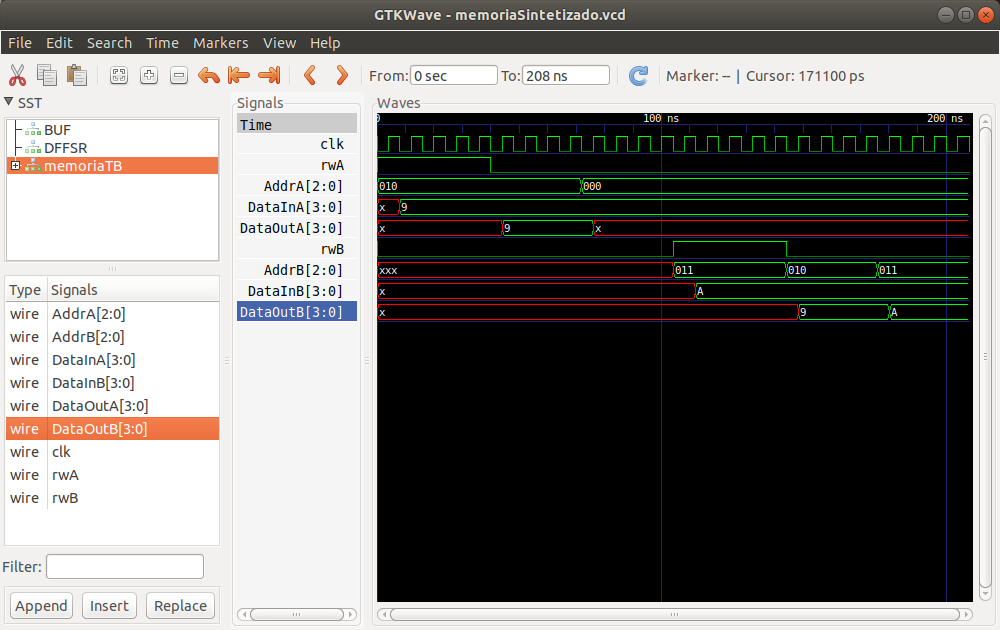 GTKWave - memoriaSintetizado.vcd
File Edit Search Time Markers View Help
From: 0 sec To: 208 ns Marker: -- | Cursor: 171100 ps
SST
BUF
DFFSR
memoriaTB
Type Signals
wire AddrA[2:0]
wire AddrB[2:0]
wire DataInA[3:0]
wire DataInB[3:0]
wire DataOutA[3:0]
wire DataOutB[3:0]
wire clk
wire rwA
wire rwB
Filter:
Append Insert Replace
Signals
Time
clk
rwA
AddrA[2:0]
DataInA[3:0]
DataOutA[3:0]
rwB
AddrB[2:0]
DataInB[3:0]
DataOutB[3:0]
Waves
0 100 ns 200 ns
010 000
x 9
x 9 x
xxx 011 010 011
x A
x 9 A